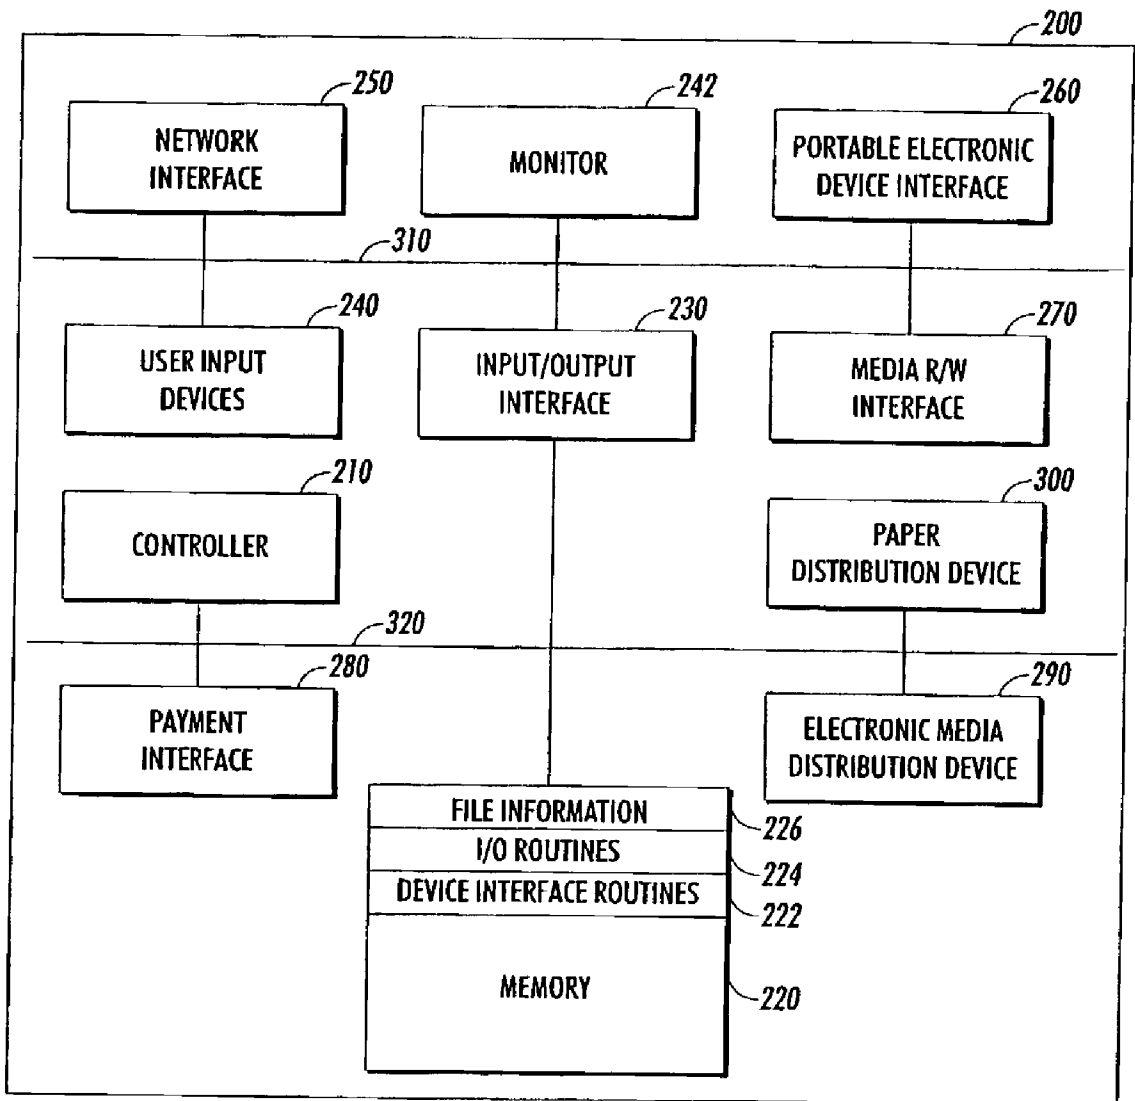 200
250
NETWORK
INTERFACE
242
MONITOR
260
PORTABLE ELECTRONIC
DEVICE INTERFACE
310
240
USER INPUT
DEVICES
230
INPUT/OUTPUT
INTERFACE
270
MEDIA R/W
INTERFACE
210
CONTROLLER
300
PAPER
DISTRIBUTION DEVICE
320
280
PAYMENT
INTERFACE
290
ELECTRONIC MEDIA
DISTRIBUTION DEVICE
FILE INFORMATION
226
I/O ROUTINES
224
DEVICE INTERFACE ROUTINES
222
MEMORY
220